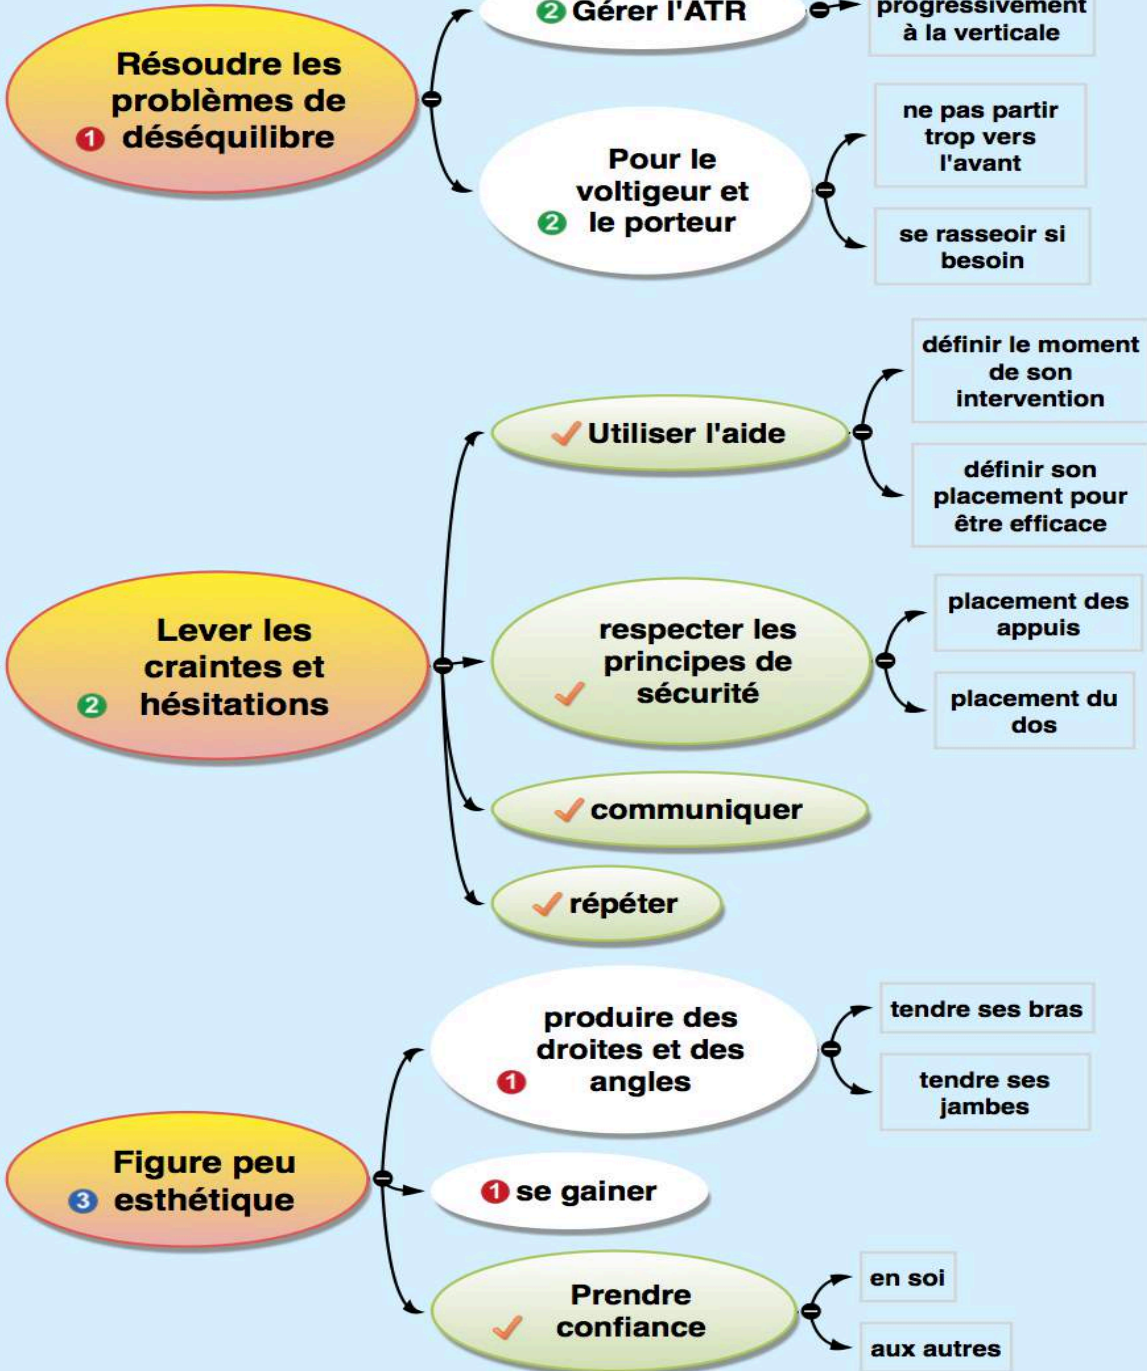 2 Gérer l'ATR
progressivement
à la verticale
Résoudre les
problèmes de
1 déséquilibre
Pour le
voltigeur et
2 le porteur
ne pas partir
trop vers
l'avant
se rasseoir si
besoin
Lever les
craintes et
2 hésitations
Utiliser l'aide
définir le moment
de son
intervention
définir son
placement pour
être efficace
respecter les
principes de
sécurité
placement des
appuis
placement du
dos
communiquer
répéter
Figure peu
3 esthétique
produire des
droites et des
1 angles
tendre ses bras
tendre ses
jambes
1 se gainer
Prendre
confiance
en soi
aux autres